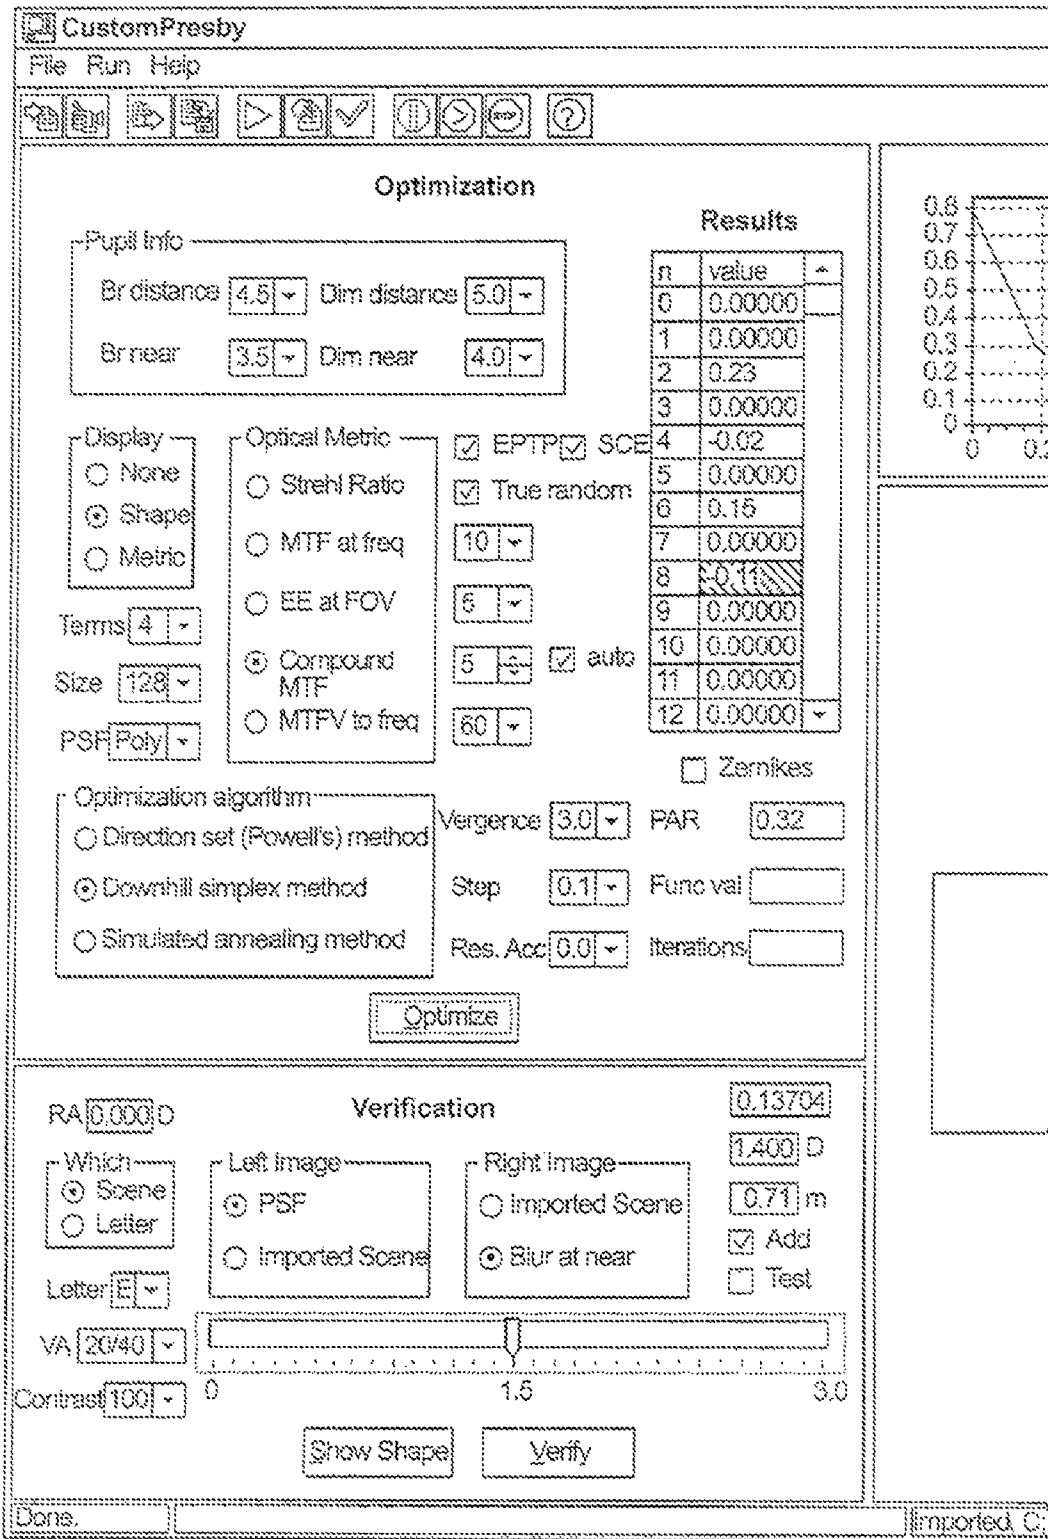 CustomPresby
File Run Help
Optimization
Pupil Info
Br distance 4.5 Dim distance 5.0
Br near 3.5 Dim near 4.0
Results
n value
0 0.00000
1 0.00000
2 0.23
3 0.00000
4 -0.02
5 0.00000
6 0.15
7 0.00000
8 -0.11
9 0.00000
10 0.00000
11 0.00000
12 0.00000
Display
None
Shape
Metric
Terms 4
Size 128
PSF Poly
Optical Metric
Strehl Ratio
MTF at freq
EE at FOV
Compound
MTF
MTFV to freq
EPTP SCE
True random
10
5
5 auto
60
Zernikes
Optimization algorithm
Direction set (Powell's) method
Downhill simplex method
Simulated annealing method
Vergence 3.0 PAR 0.32
Step 0.1 Func val
Res. Acc 0.0 Iterations
Optimize
0.8
0.7
0.6
0.5
0.4
0.3
0.2
0.1
0
0 0.2
Verification
RA 0.000 D
Which
Scene
Letter
Left Image
PSF
Imported Scene
Right Image
Imported Scene
Blur at near
0.13704
1.400 D
0.71 m
Add
Test
Letter E
VA 20/40
Contrast 100
0 1.5 3.0
Show Shape Verify
Done. Imported, C: